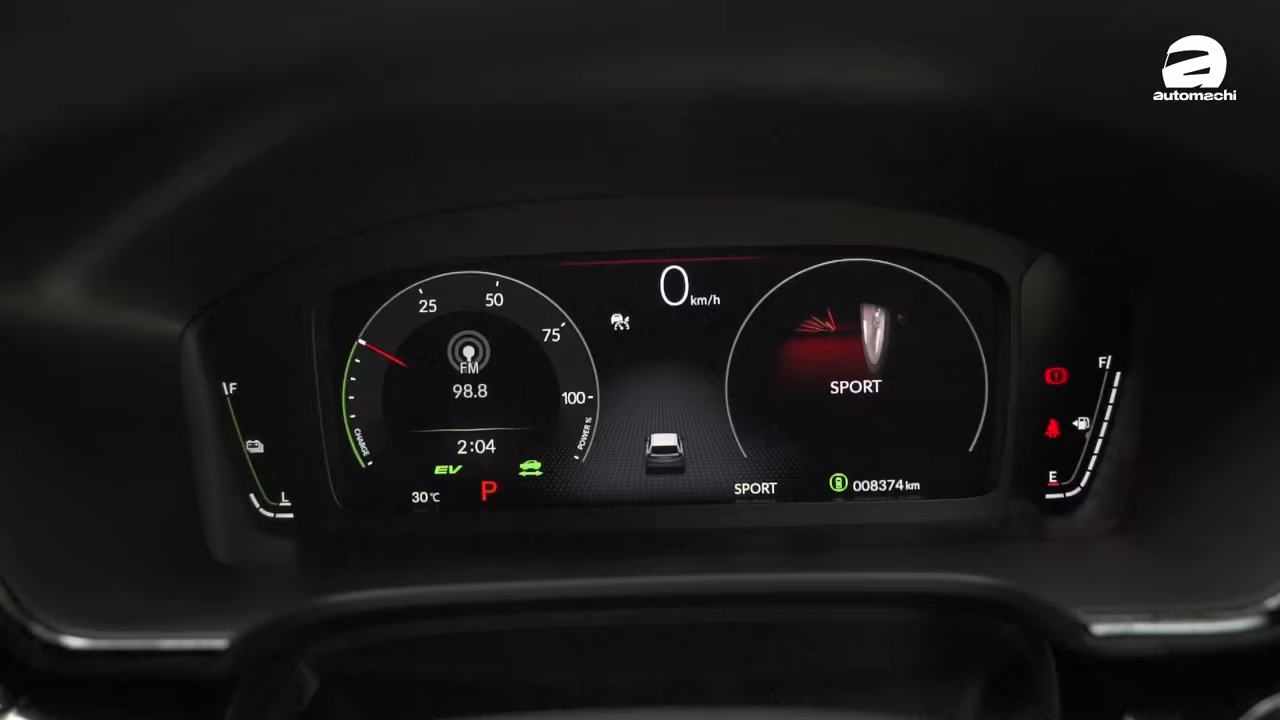 automachi
0 km/h
25
50
75
100
CHARGE
POWER %
FM
98.8
2:04
EV
30°C
P
SPORT
SPORT
008374 km
F
L
F
E